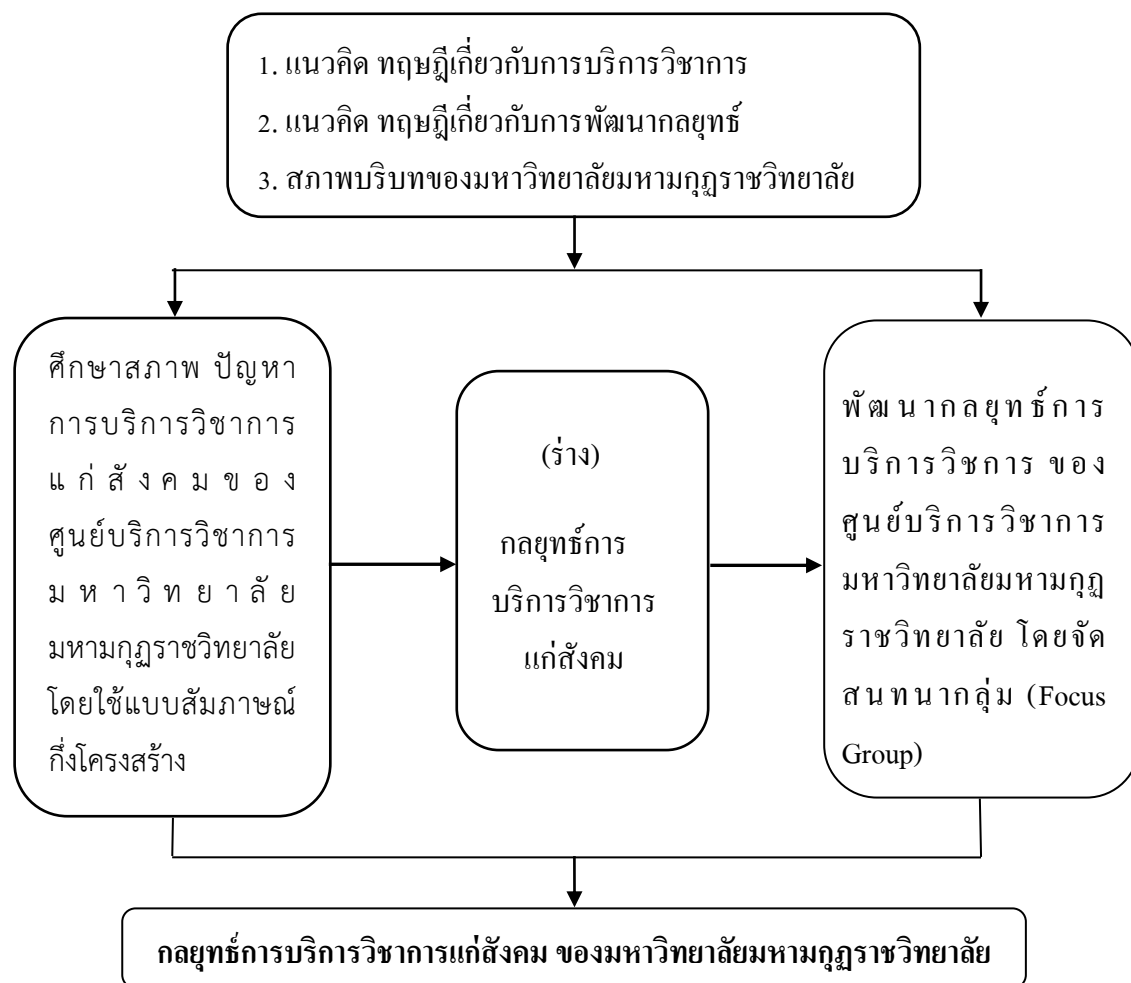 1. แนวคิด ทฤษฎีเกี่ยวกับการบริการวิชาการ
2. แนวคิด ทฤษฎีเกี่ยวกับการพัฒนากลยุทธ์
3. สภาพบริบทของมหาวิทยาลัยมหามกุฏราชวิทยาลัย
ศึกษาสภาพ ปัญหา
การบริการวิชาการ
แก่สังคมของ
ศูนย์บริการวิชาการ
มหาวิทยาลัย
มหามกุฏราชวิทยาลัย
โดยใช้แบบสัมภาษณ์
กึ่งโครงสร้าง
(ร่าง)
กลยุทธ์การ
บริการวิชาการ
แก่สังคม
พัฒนากลยุทธ์การ
บริการวิชการ ของ
ศูนย์บริการวิชาการ
มหาวิทยาลัยมหามกุฏ
ราชวิทยาลัย โดยจัด
สนทนากลุ่ม (Focus
Group)
กลยุทธ์การบริการวิชาการแก่สังคม ของมหาวิทยาลัยมหามกุฏราชวิทยาลัย